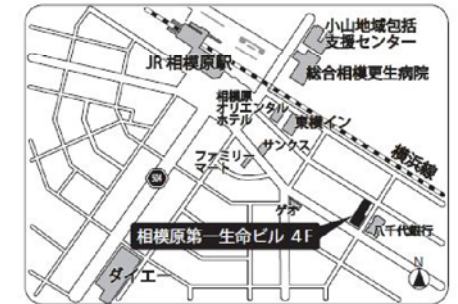 小山地域包括
支援センター
JR 相模原駅
総合相模更生病院
相模原
オリエンタル
ホテル
東横イン
サンクス
横浜線
ファミリー
マート
504
ゲオ
相模原第一生命ビル 4F
八千代銀行
N
ダイエー